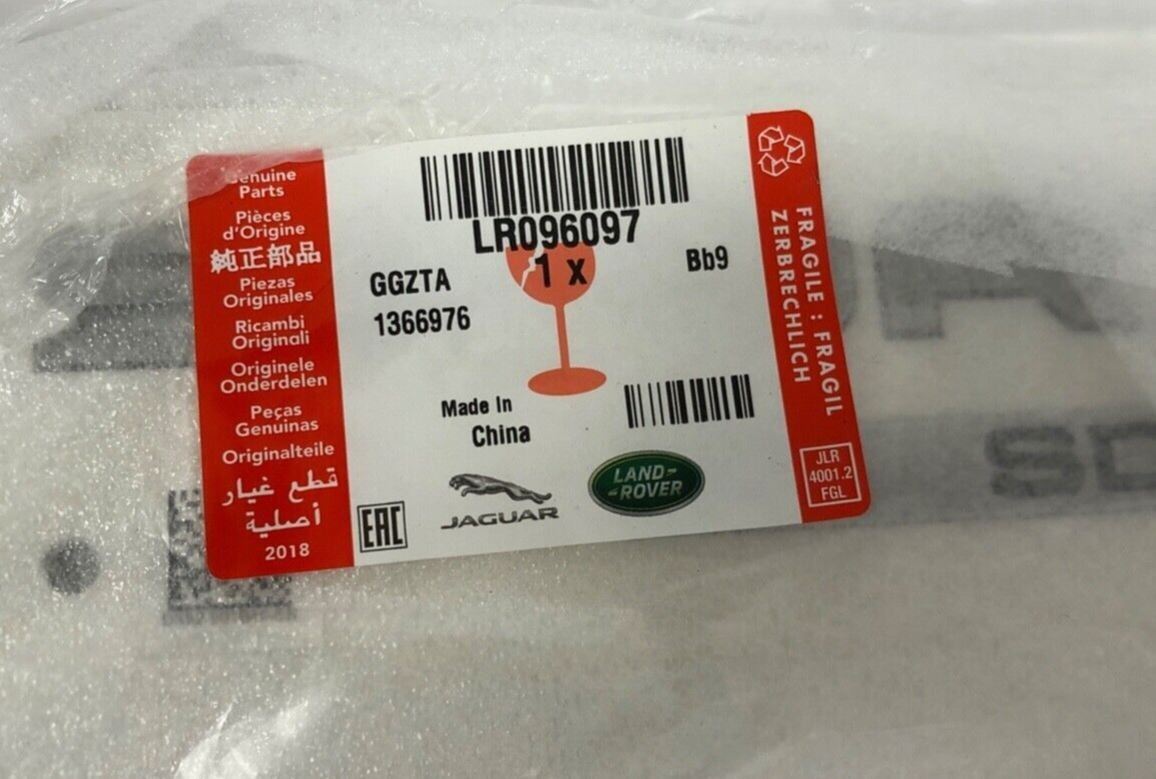 Genuine
Parts
Pièces
d'Origine
純正部品
Piezas
Originales
Ricambi
Originali
Originele
Onderdelen
Peças
Genuinas
Originalteile
قطع غيار
أصلية
2018
LR096097
1 x
GGZTA
1366976
Bb9
Made In
China
EAC
JAGUAR
LAND-
-ROVER
FRAGILE : FRAGIL
ZERBRECHLICH
JLR
4001.2
FGL